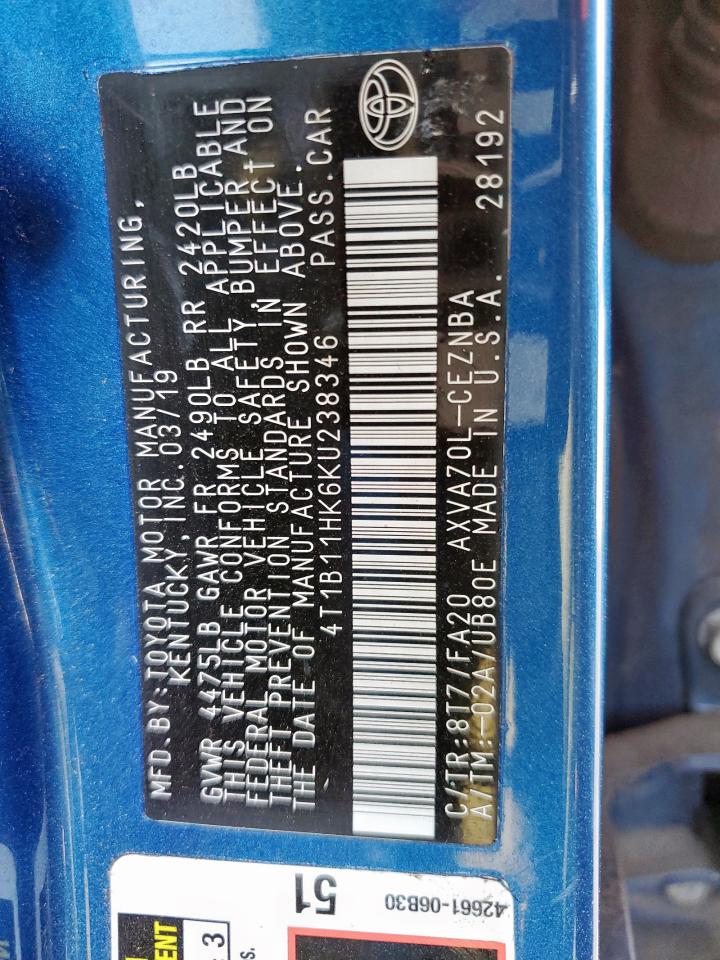 MFD. BY:TOYOTA MOTOR MANUFACTURING,
KENTUCKY, INC. 03/19
GVWR 4475LB GAWR FR 2490LB RR 2420LB
THIS VEHICLE CONFORMS TO ALL APPLICABLE
FEDERAL MOTOR VEHICLE SAFETY, BUMPER AND
THEFT PREVENTION STANDARDS IN EFFECT ON
THE DATE OF MANUFACTURE SHOWN ABOVE.
4T1B11HK6KU238346 PASS.CAR
C/TR:8T7/FA20 AXVA70L-CEZNBA
A/TM:-02A/UB80E MADE IN U.S.A. 28192
51
42661-06B30
3